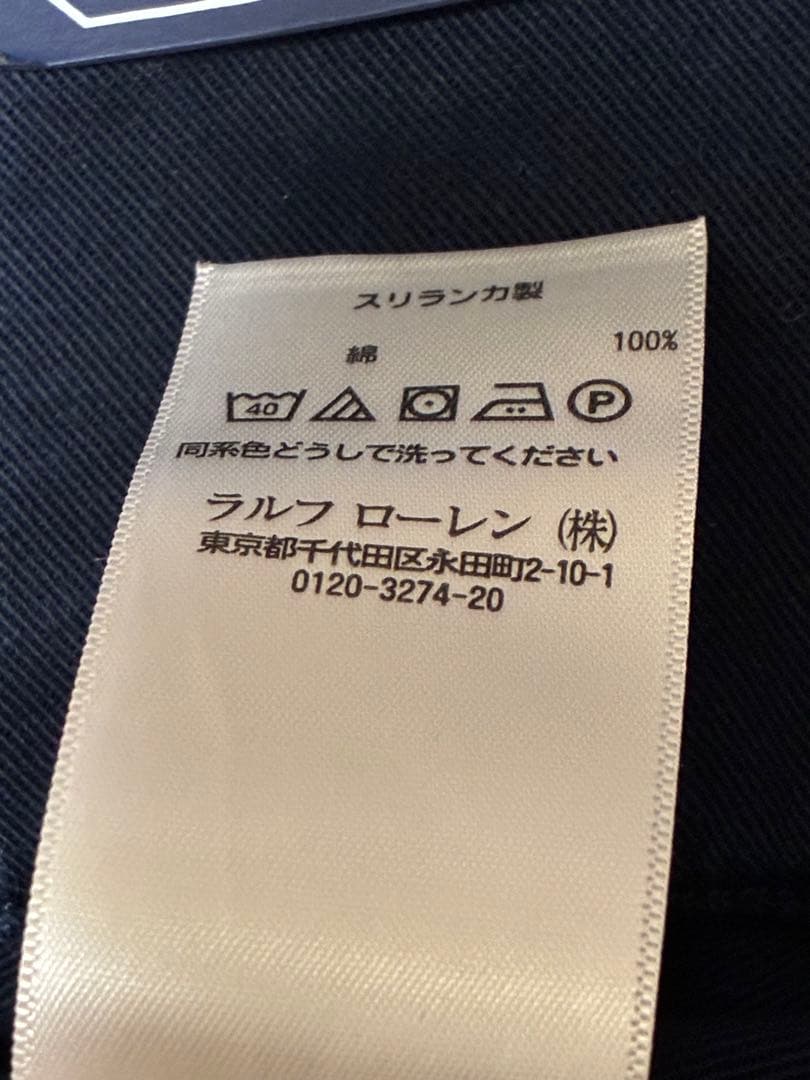 スリランカ製
綿 100%
40 P
同系色どうしで洗ってください
ラルフ ローレン (株)
東京都千代田区永田町2-10-1
0120-3274-20